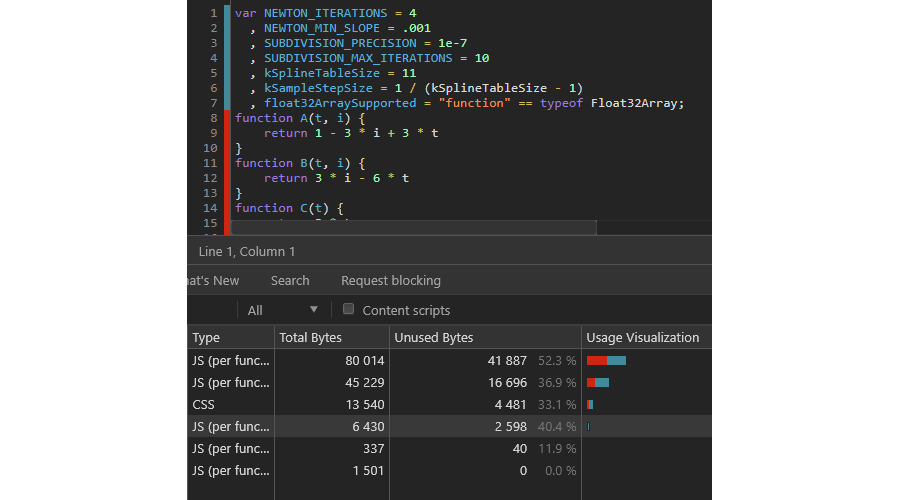 1 var NEWTON_ITERATIONS = 4
2 , NEWTON_MIN_SLOPE = .001
3 , SUBDIVISION_PRECISION = 1e-7
4 , SUBDIVISION_MAX_ITERATIONS = 10
5 , kSplineTableSize = 11
6 , kSampleStepSize = 1 / (kSplineTableSize - 1)
7 , float32ArraySupported = "function" == typeof Float32Array;
8 function A(t, i) {
9 return 1 - 3 * i + 3 * t
10 }
11 function B(t, i) {
12 return 3 * i - 6 * t
13 }
14 function C(t) {
15
Line 1, Column 1
at's New Search Request blocking
All ▼ Content scripts
Type Total Bytes Unused Bytes Usage Visualization
JS (per func... 80 014 41 887 52.3 %
JS (per func... 45 229 16 696 36.9 %
CSS 13 540 4 481 33.1 %
JS (per func... 6 430 2 598 40.4 %
JS (per func... 337 40 11.9 %
JS (per func... 1 501 0 0.0 %